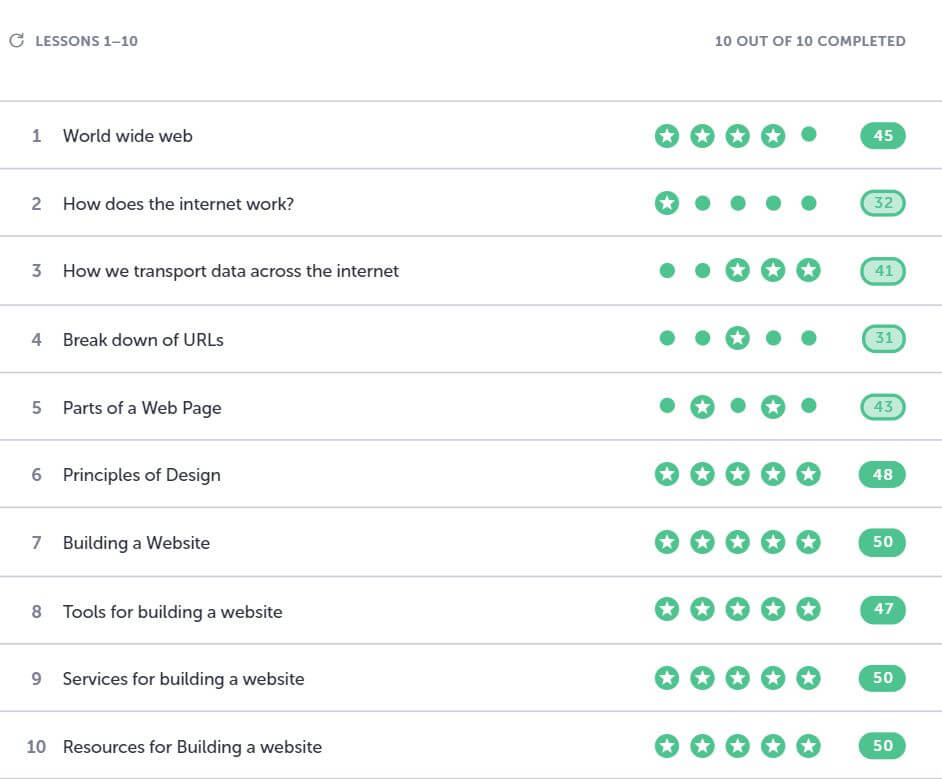 LESSONS 1–10 10 OUT OF 10 COMPLETED
1 World wide web 45
2 How does the internet work? 32
3 How we transport data across the internet 41
4 Break down of URLs 31
5 Parts of a Web Page 43
6 Principles of Design 48
7 Building a Website 50
8 Tools for building a website 47
9 Services for building a website 50
10 Resources for Building a website 50